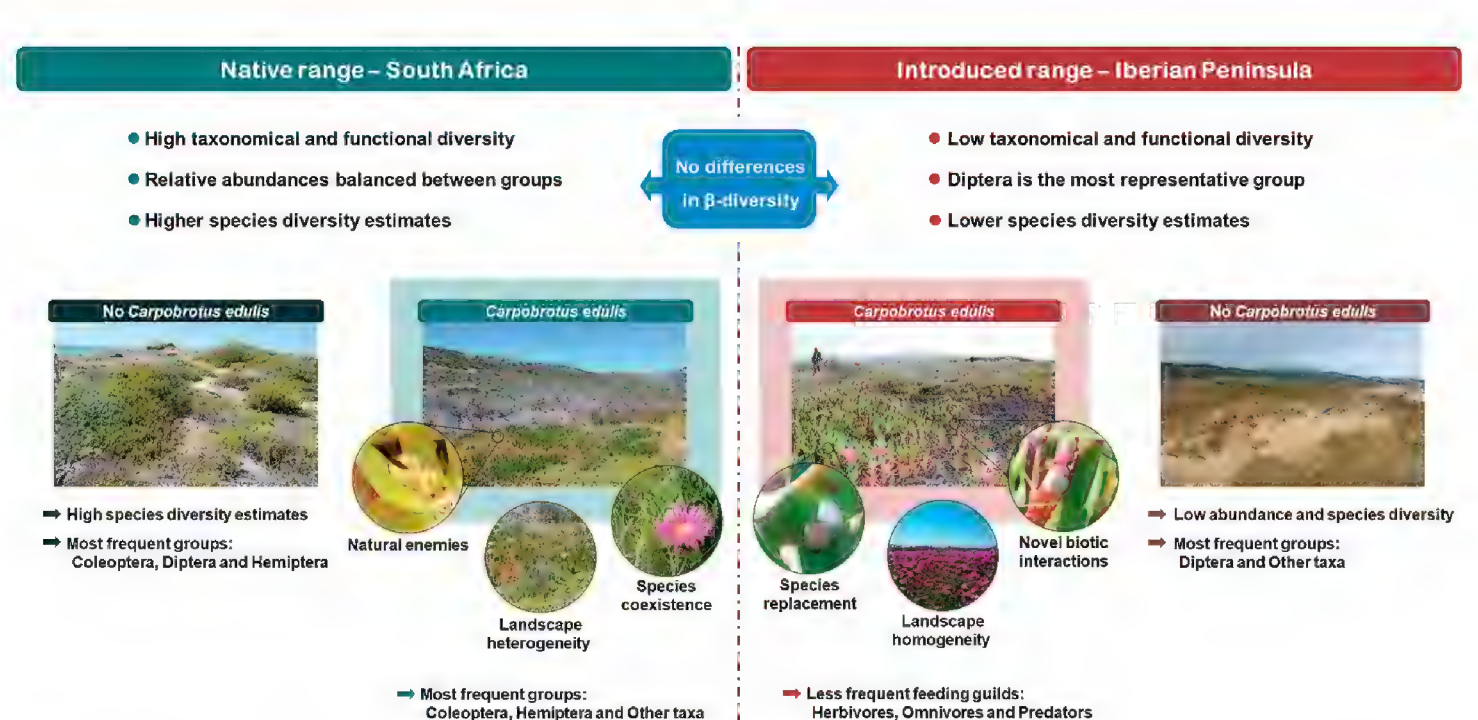 Native range – South Africa
Introduced range – Iberian Peninsula
High taxonomical and functional diversity
Relative abundances balanced between groups
Higher species diversity estimates
No differences
in β-diversity
Low taxonomical and functional diversity
Diptera is the most representative group
Lower species diversity estimates
No Carpobrotus edulis
Carpobrotus edulis
Carpobrotus edulis
No Carpobrotus edulis
High species diversity estimates
Most frequent groups:
Coleoptera, Diptera and Hemiptera
Natural enemies
Landscape
heterogeneity
Species
coexistence
Species
replacement
Landscape
homogeneity
Novel biotic
interactions
Low abundance and species diversity
Most frequent groups:
Diptera and Other taxa
Most frequent groups:
Coleoptera, Hemiptera and Other taxa
Less frequent feeding guilds:
Herbivores, Omnivores and Predators